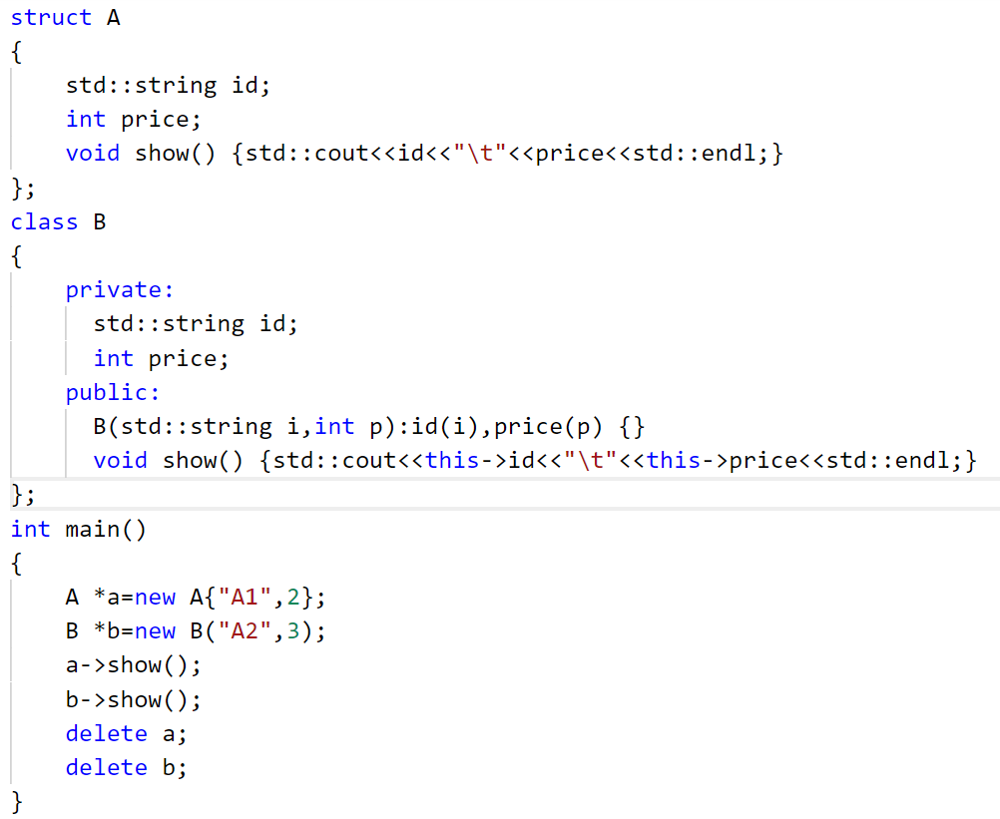 struct A
{
    std::string id;
    int price;
    void show() {std::cout<<id<<"\t"<<price<<std::endl;}
};
class B
{
    private:
      std::string id;
      int price;
    public:
      B(std::string i,int p):id(i),price(p) {}
      void show() {std::cout<<this->id<<"\t"<<this->price<<std::endl;}
};
int main()
{
    A *a=new A{"A1",2};
    B *b=new B("A2",3);
    a->show();
    b->show();
    delete a;
    delete b;
}